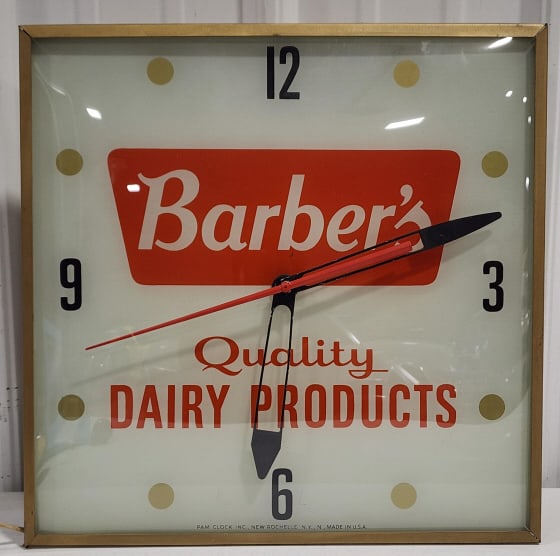 12
Barber's
9
3
Quality
DAIRY PRODUCTS
6
PAM CLOCK INC., NEW ROCHELLE, N.Y., MADE IN U.S.A.